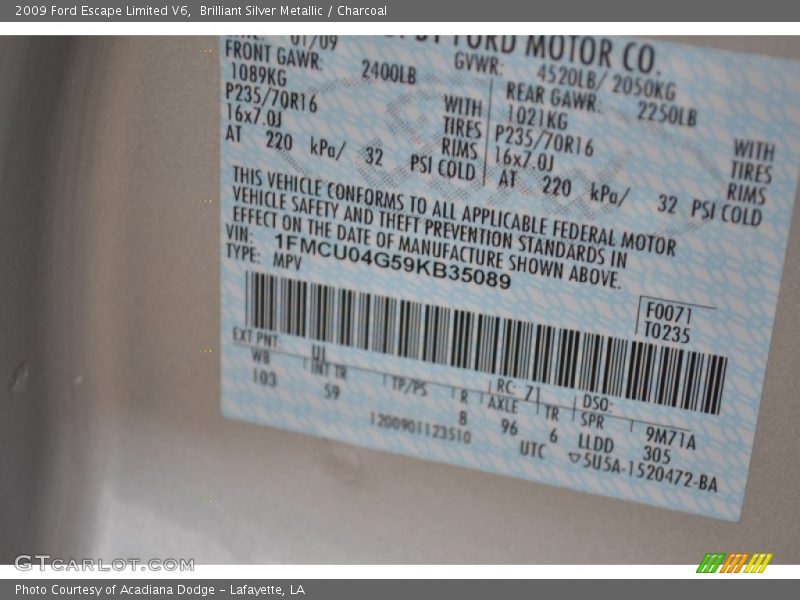 2009 Ford Escape Limited V6, Brilliant Silver Metallic / Charcoal
01/09
BY FORD MOTOR CO.
FRONT GAWR: GVWR: 4520LB/ 2050KG
1089KG 2400LB REAR GAWR: 2250LB
P235/70R16 WITH 1021KG WITH
16x7.0J TIRES P235/70R16 TIRES
RIMS 16x7.0J RIMS
AT 220 kPa/ 32 PSI COLD AT 220 kPa/ 32 PSI COLD
THIS VEHICLE CONFORMS TO ALL APPLICABLE FEDERAL MOTOR
VEHICLE SAFETY AND THEFT PREVENTION STANDARDS IN
EFFECT ON THE DATE OF MANUFACTURE SHOWN ABOVE.
VIN: 1FMCU04G59KB35089
TYPE: MPV
F0071
T0235
EXT PNT: UI RC: 71 DSO:
WB INT TR TP/PS R AXLE TR SPR 9M71A
103 59 8 96 6 LLDD 305
1200901123510 UTC ▽5U5A-1520472-BA
GTCARLOT.COM
Photo Courtesy of Acadiana Dodge - Lafayette, LA